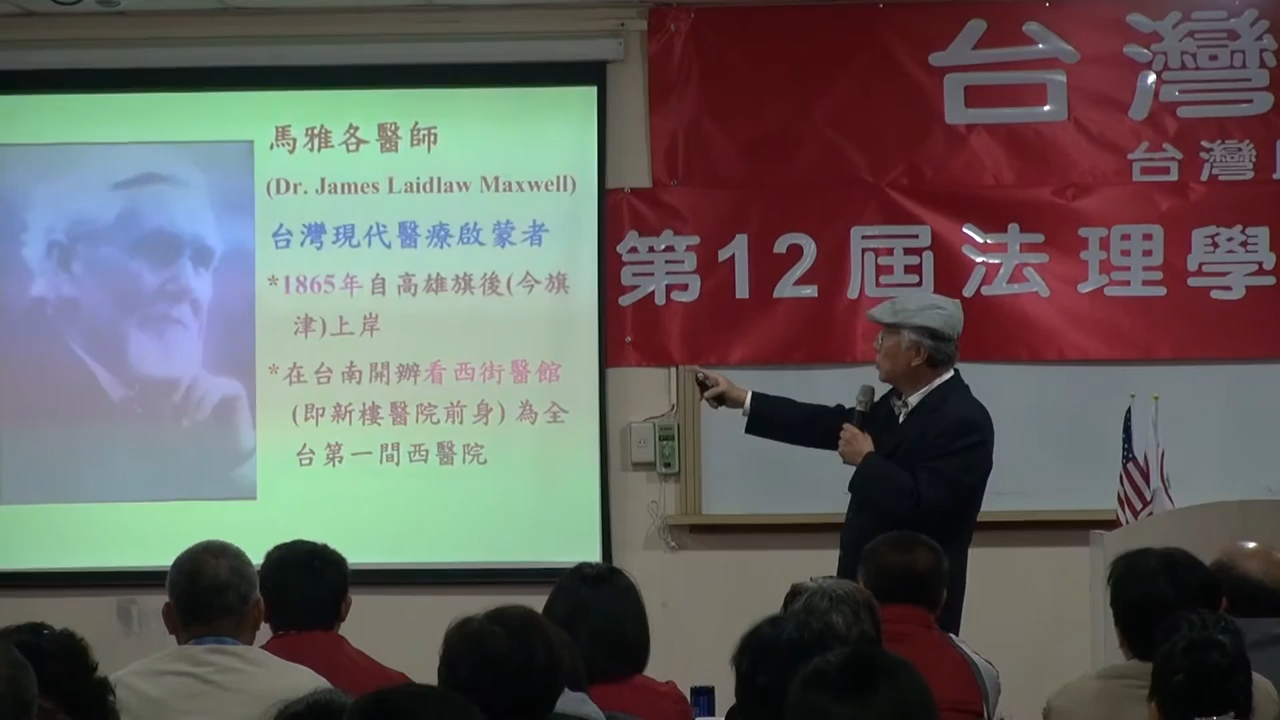 馬雅各醫師
(Dr. James Laidlaw Maxwell)
台灣現代醫療啟蒙者
*1865年自高雄旗後(今旗
津)上岸
*在台南開辦看西街醫館
(即新樓醫院前身)為全
台第一間西醫院
台灣
台灣
第12屆法理學